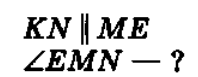 KN ∥ ME
∠EMN — ?